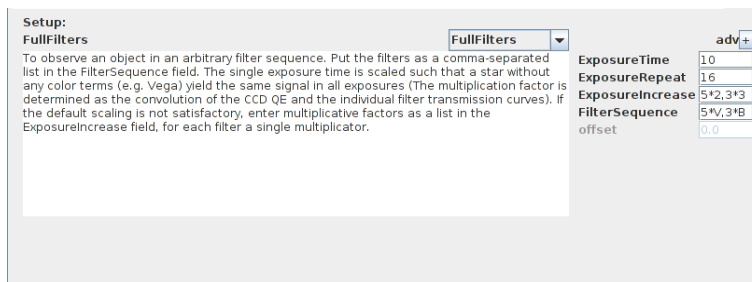 Setup:
FullFilters FullFilters adv +
To observe an object in an arbitrary filter sequence. Put the filters as a comma-separated
list in the FilterSequence field. The single exposure time is scaled such that a star without
any color terms (e.g. Vega) yield the same signal in all exposures (The multiplication factor is
determined as the convolution of the CCD QE and the individual filter transmission curves). If
the default scaling is not satisfactory, enter multiplicative factors as a list in the
ExposureIncrease field, for each filter a single multiplicator.
ExposureTime 10
ExposureRepeat 16
ExposureIncrease 5*2,3*3
FilterSequence 5*V,3*B
offset 0.0